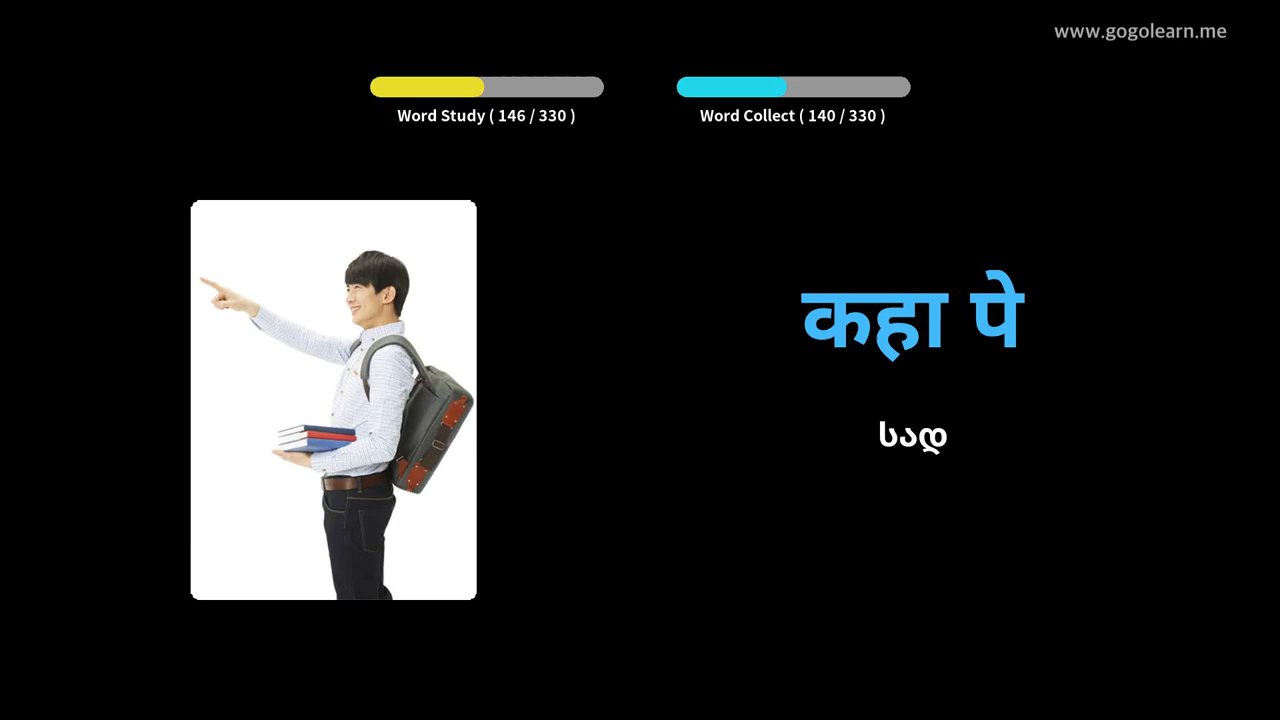 www.gogolearn.me
Word Study ( 146 / 330 )
Word Collect ( 140 / 330 )
कहा पे
სად